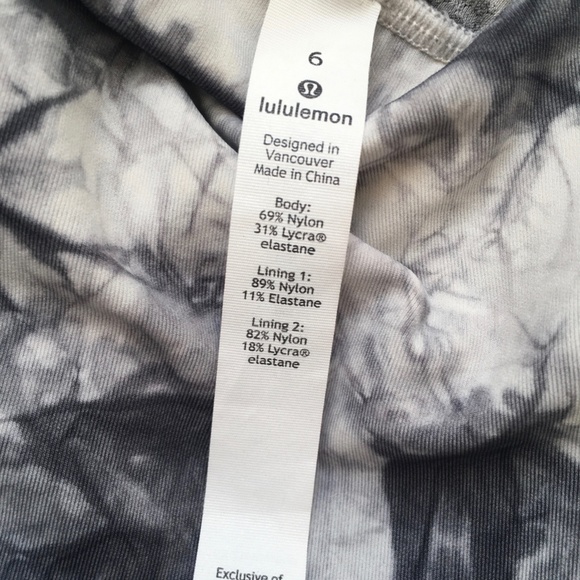 6
lululemon
Designed in
Vancouver
Made in China
Body:
69% Nylon
31% Lycra®
elastane
Lining 1:
89% Nylon
11% Elastane
Lining 2:
82% Nylon
18% Lycra®
elastane
Exclusive of